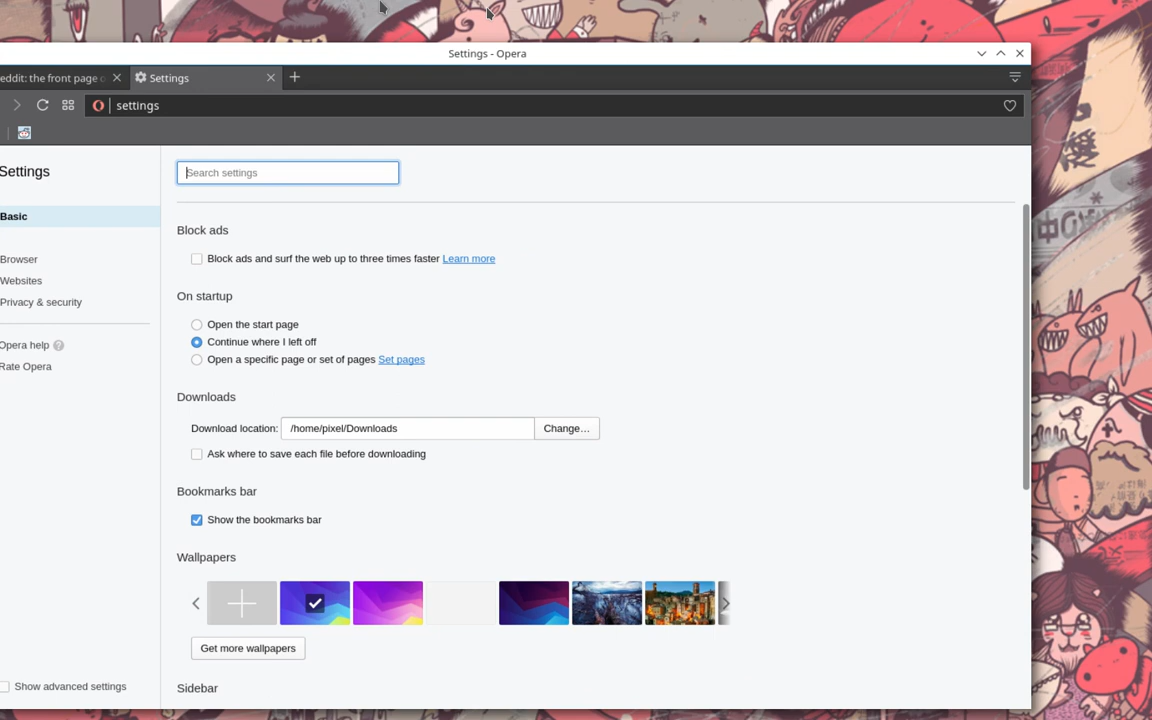 Settings - Opera
eddit: the front page o
Settings
settings
Settings
Search settings
Basic
Browser
Websites
Privacy & security
Opera help
Rate Opera
Show advanced settings
Block ads
Block ads and surf the web up to three times faster Learn more
On startup
Open the start page
Continue where I left off
Open a specific page or set of pages Set pages
Downloads
Download location: /home/pixel/Downloads Change...
Ask where to save each file before downloading
Bookmarks bar
Show the bookmarks bar
Wallpapers
Get more wallpapers
Sidebar